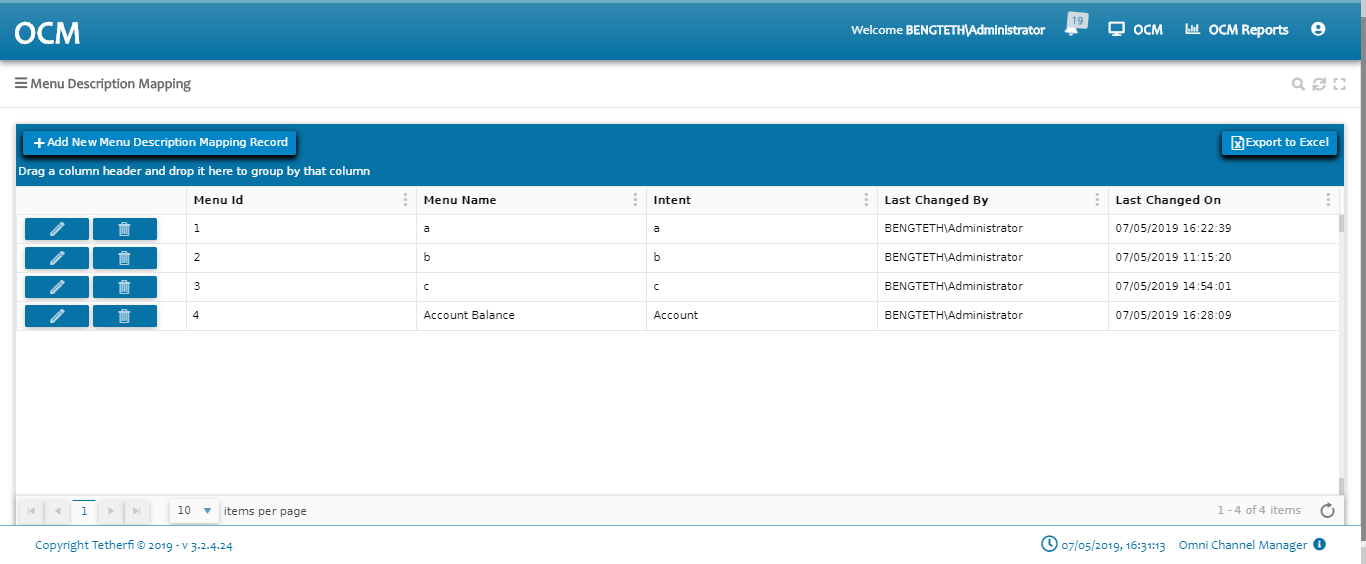 OCM
Welcome BENGTETH\Administrator
19
OCM
OCM Reports
Menu Description Mapping
Add New Menu Description Mapping Record
Export to Excel
Drag a column header and drop it here to group by that column
Menu Id Menu Name Intent Last Changed By Last Changed On
1 a a BENGTETH\Administrator 07/05/2019 16:22:39
2 b b BENGTETH\Administrator 07/05/2019 11:15:20
3 c c BENGTETH\Administrator 07/05/2019 14:54:01
4 Account Balance Account BENGTETH\Administrator 07/05/2019 16:28:09
1 10 items per page 1 - 4 of 4 items
Copyright Tetherfi © 2019 - v 3.2.4.24 07/05/2019, 16:31:13 Omni Channel Manager